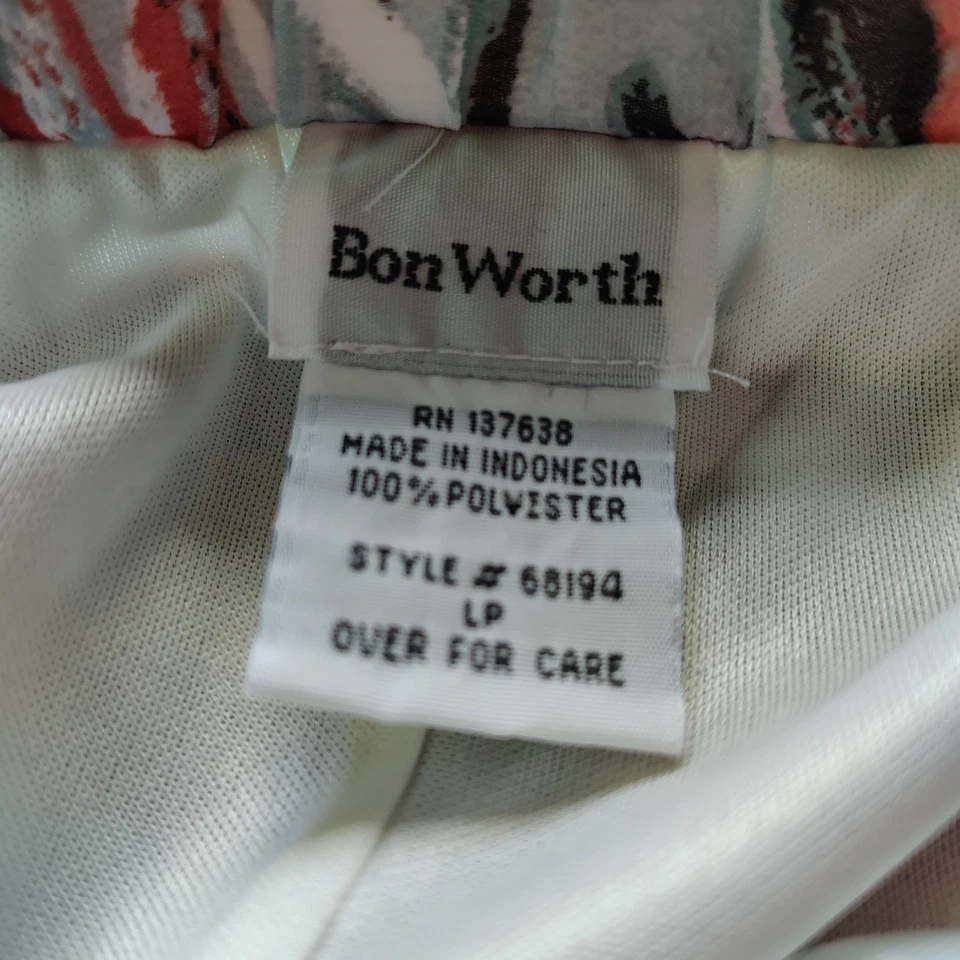 Bon Worth
RN 137638
MADE IN INDONESIA
100% POLYESTER
STYLE # 68194
LP
OVER FOR CARE